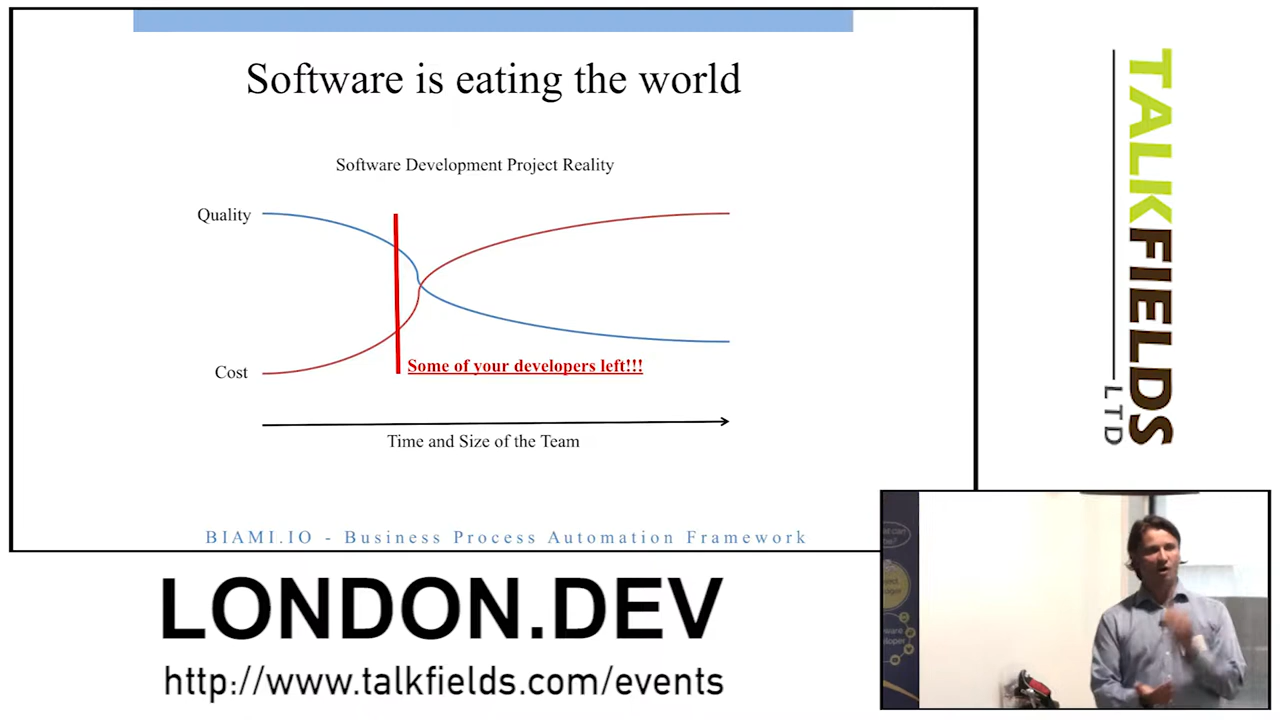 Software is eating the world
Software Development Project Reality
Quality
Cost
Some of your developers left!!!
Time and Size of the Team
BIAMI.IO - Business Process Automation Framework
TALKFIELDS
LTD
LONDON.DEV
http://www.talkfields.com/events